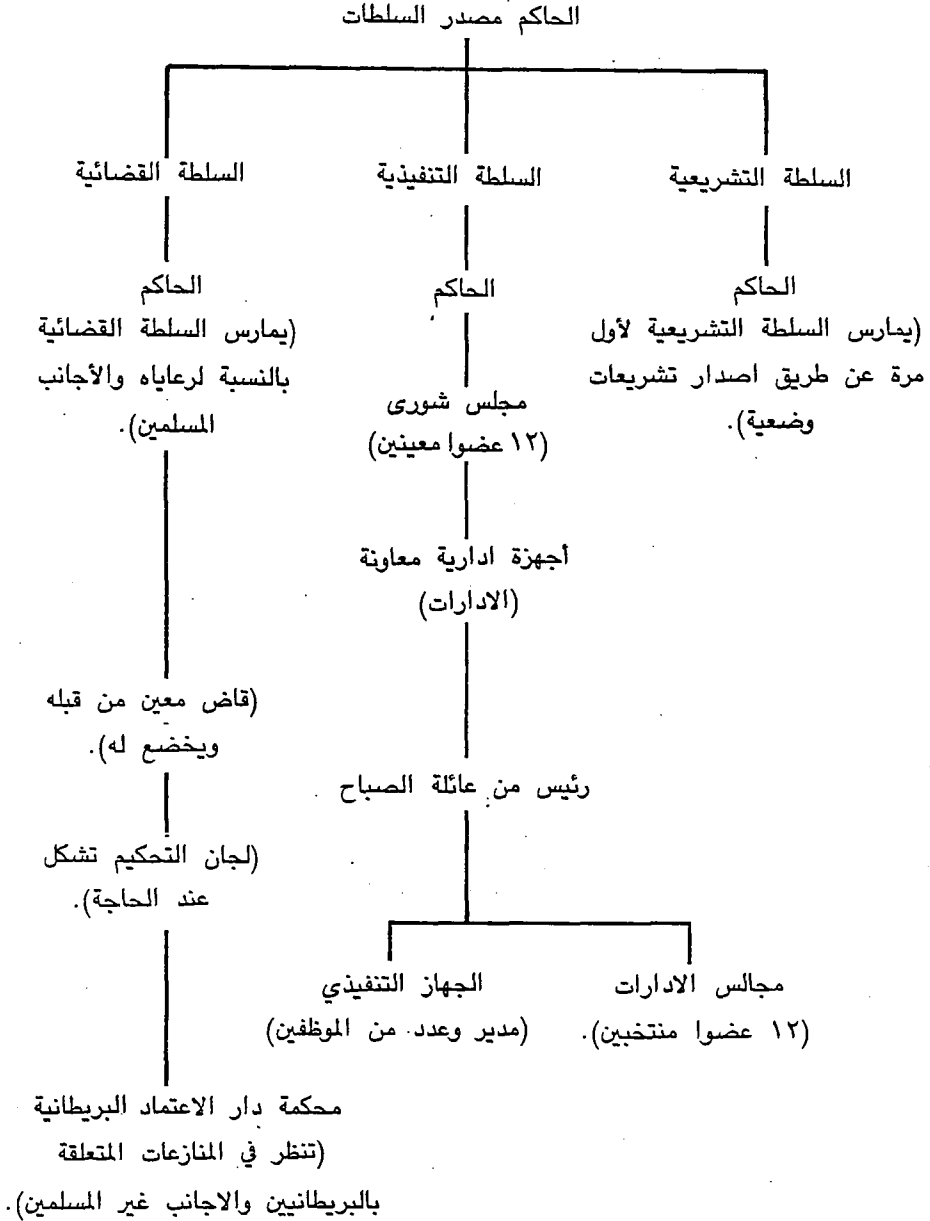 الحاكم مصدر السلطات
السلطة التشريعية
السلطة التنفيذية
السلطة القضائية
الحاكم
(يمارس السلطة التشريعية لأول
مرة عن طريق اصدار تشريعات
وضعية).
الحاكم
مجلس شورى
(١٢ عضوا معينين)
أجهزة ادارية معاونة
(الادارات)
رئيس من عائلة الصباح
مجالس الادارات
(١٢ عضوا منتخبين).
الجهاز التنفيذي
(مدير وعدد من الموظفين)
الحاكم
(يمارس السلطة القضائية
بالنسبة لرعاياه والأجانب
المسلمين).
(قاض معين من قبله
ويخضع له).
(لجان التحكيم تشكل
عند الحاجة).
محكمة دار الاعتماد البريطانية
(تنظر في المنازعات المتعلقة
بالبريطانيين والاجانب غير المسلمين).